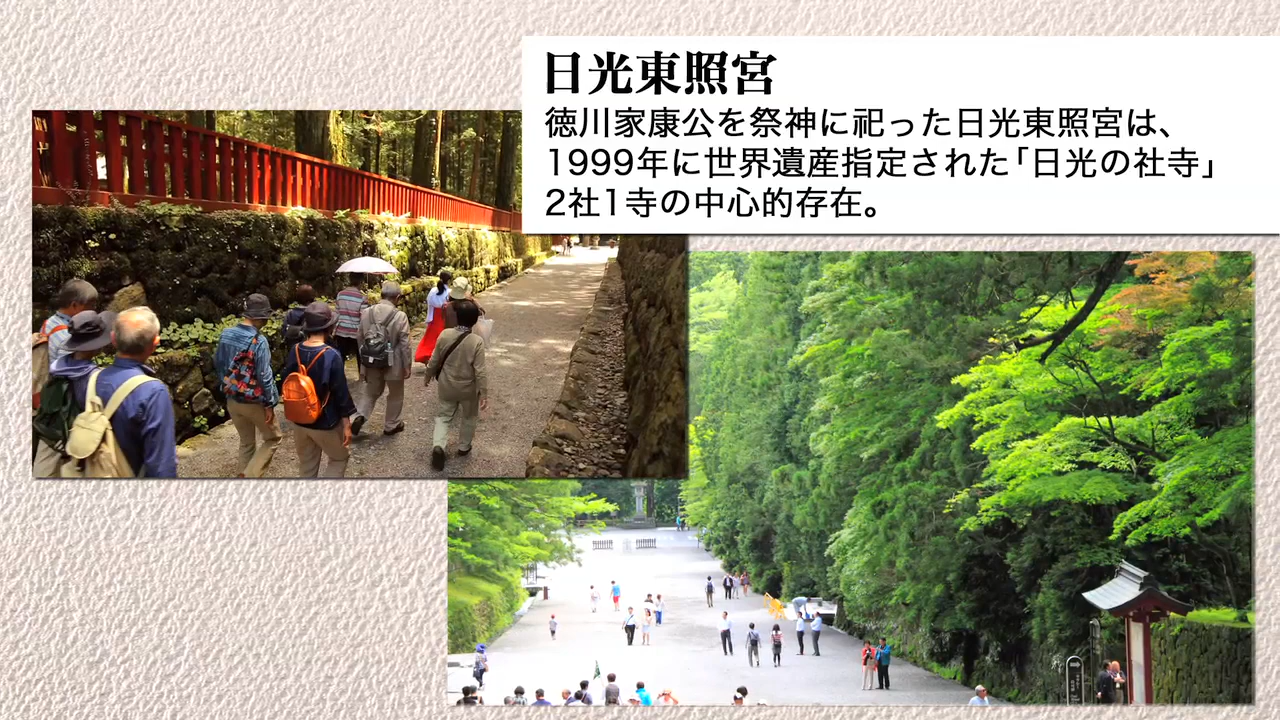 日光東照宮
徳川家康公を祭神に祀った日光東照宮は、
1999年に世界遺産指定された「日光の社寺」
2社1寺の中心的存在。